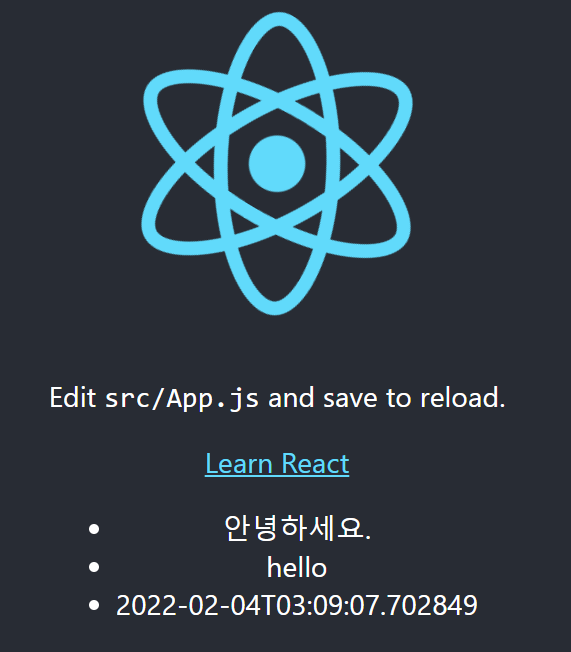 Edit src/App.js and save to reload.
Learn React
안녕하세요.
hello
2022-02-04T03:09:07.702849